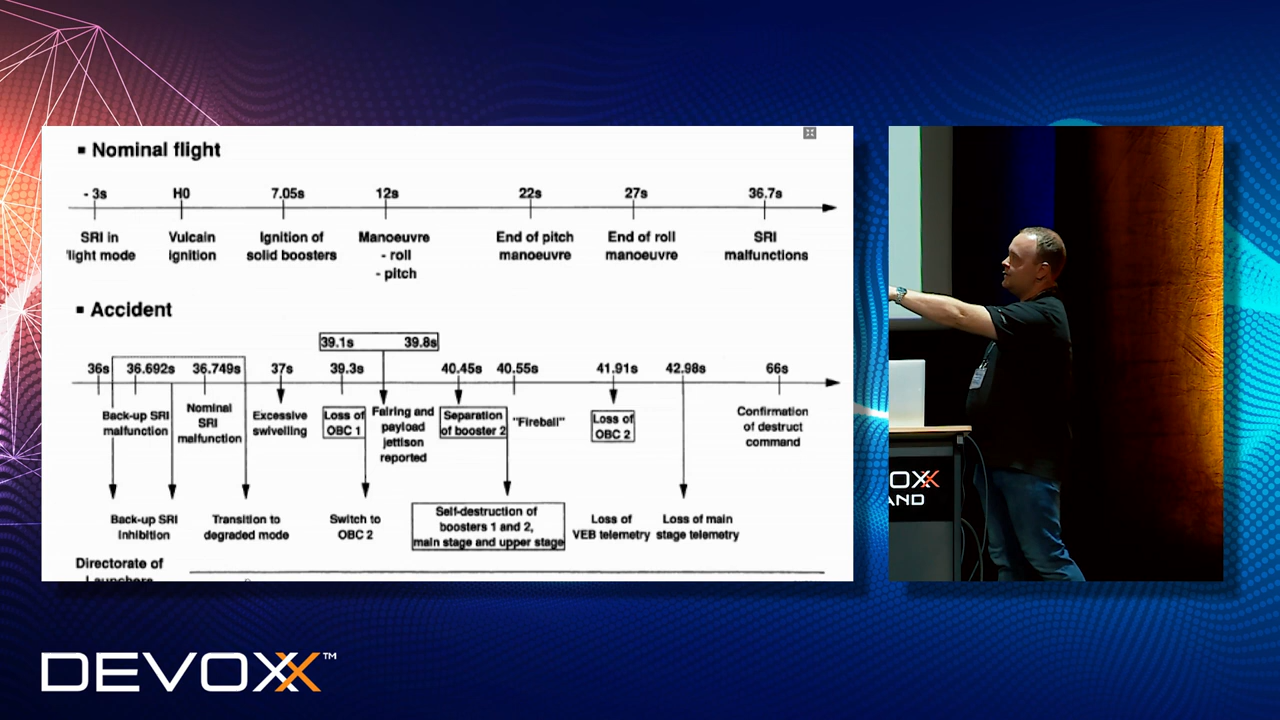 ▪ Nominal flight
- 3s H0 7.05s 12s 22s 27s 36.7s
SRI in Vulcain Ignition of Manoeuvre End of pitch End of roll SRI
light mode Ignition solid boosters - roll manoeuvre manoeuvre malfunctions
- pitch
▪ Accident
39.1s 39.8s
36s 36.692s 36.749s 37s 39.3s 40.45s 40.55s 41.91s 42.98s 66s
Back-up SRI
malfunction
Nominal
SRI
malfunction
Excessive
swivelling
Loss of
OBC 1
Fairing and
payload
jettison
reported
Separation
of booster 2
"Fireball"
Loss of
OBC 2
Confirmation
of destruct
command
Back-up SRI
Inhibition
Transition to
degraded mode
Switch to
OBC 2
Self-destruction of
boosters 1 and 2,
main stage and upper stage
Loss of
VEB telemetry
Loss of main
stage telemetry
Directorate of
Launchers
OXX
AND
DEVOXX™